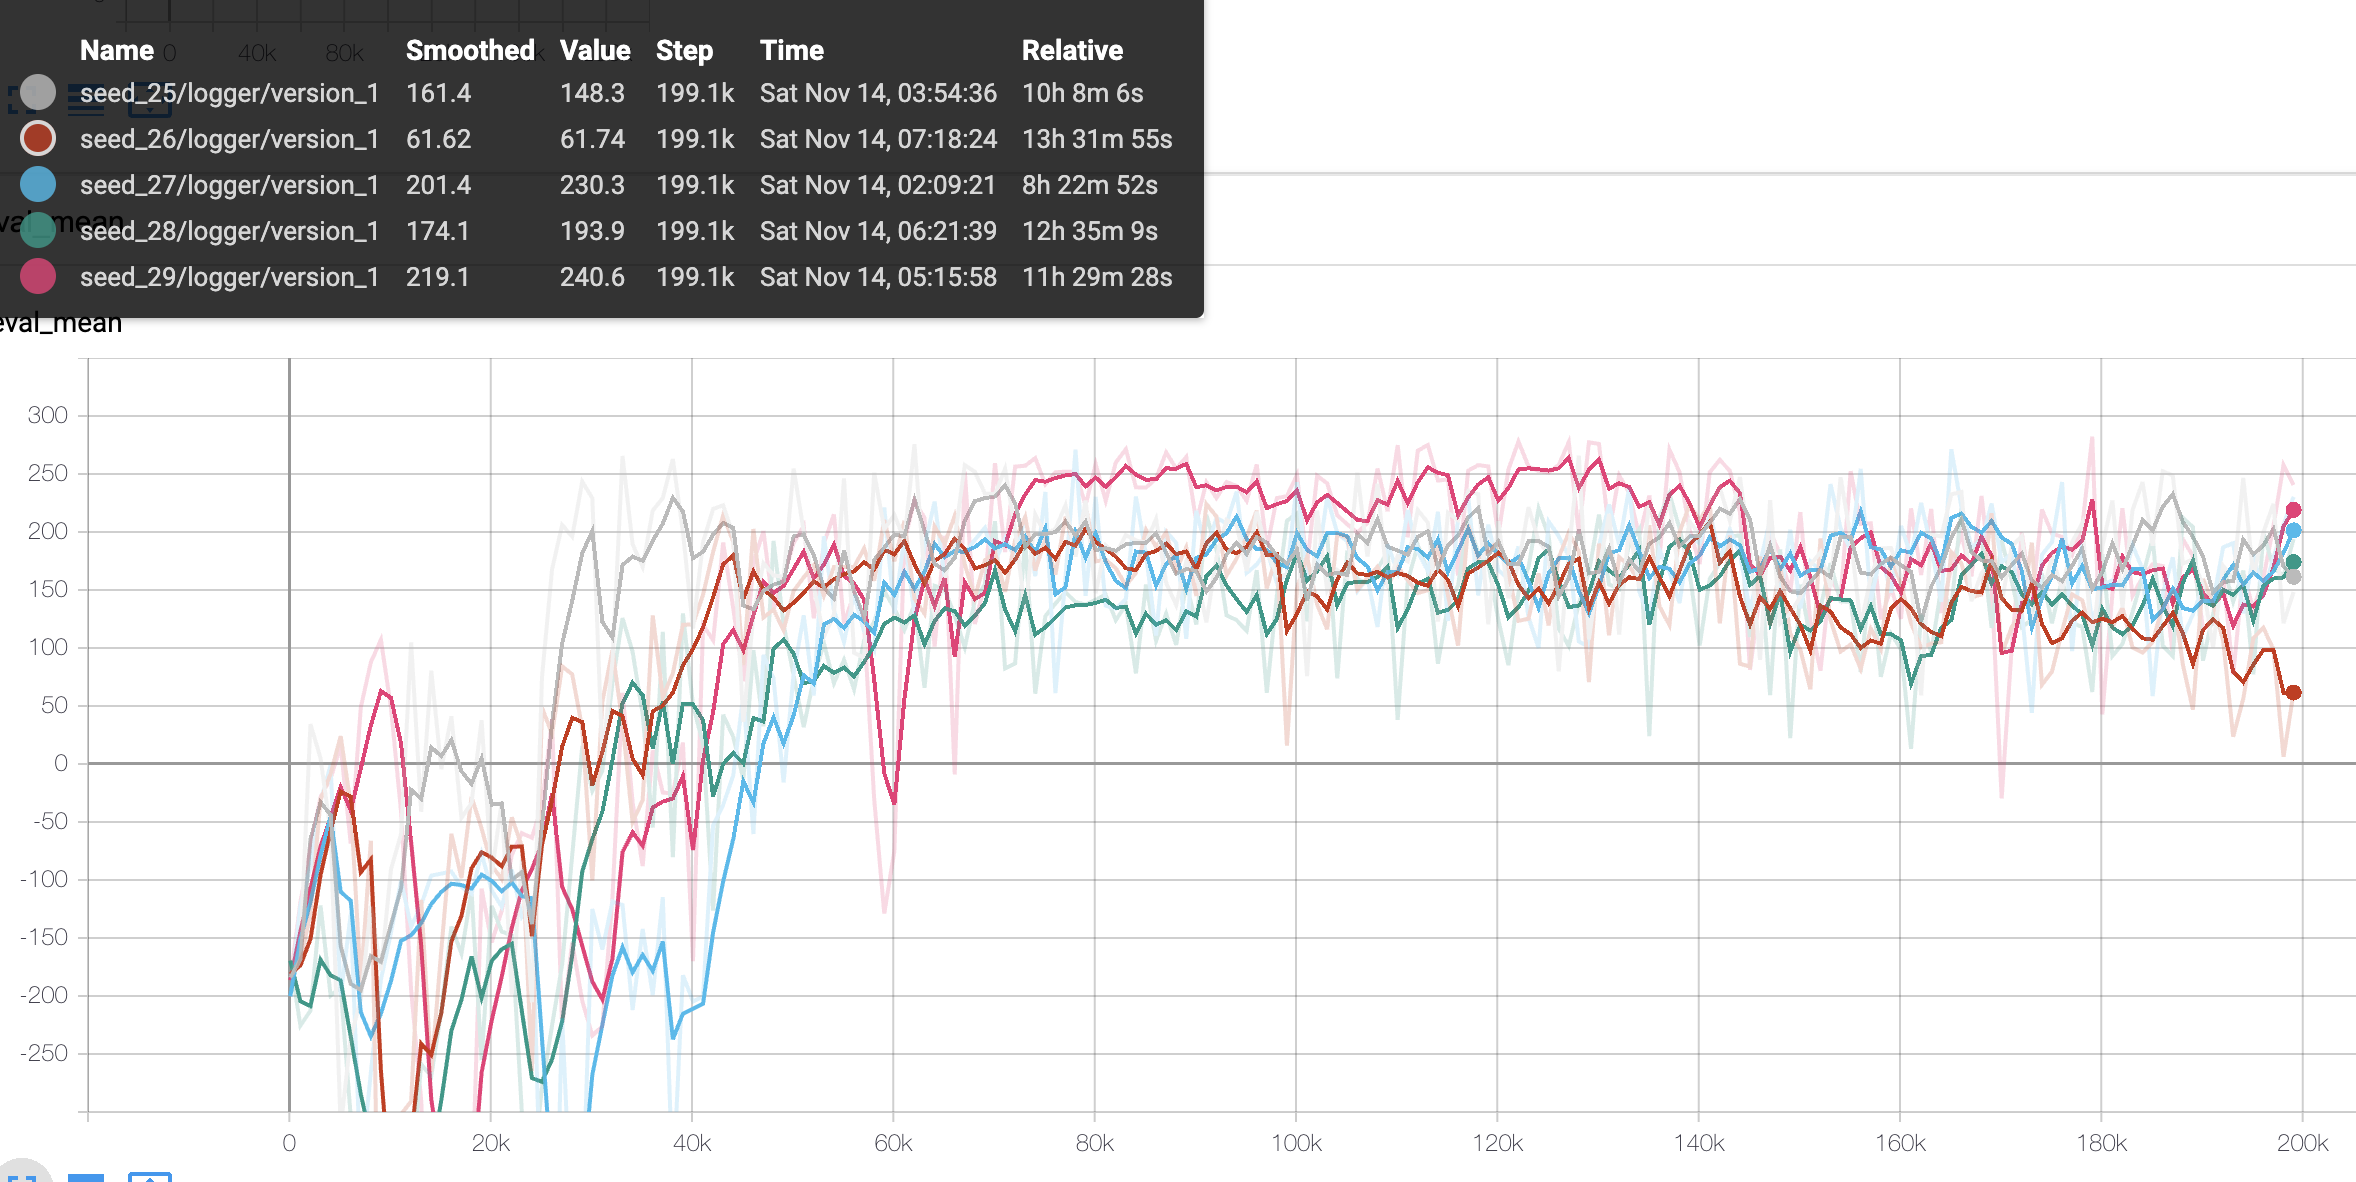 Name Smoothed Value Step Time Relative
0 40k 80k
seed_25/logger/version_1 161.4 148.3 199.1k Sat Nov 14, 03:54:36 10h 8m 6s
seed_26/logger/version_1 61.62 61.74 199.1k Sat Nov 14, 07:18:24 13h 31m 55s
seed_27/logger/version_1 201.4 230.3 199.1k Sat Nov 14, 02:09:21 8h 22m 52s
val_mean
seed_28/logger/version_1 174.1 193.9 199.1k Sat Nov 14, 06:21:39 12h 35m 9s
seed_29/logger/version_1 219.1 240.6 199.1k Sat Nov 14, 05:15:58 11h 29m 28s
eval_mean
300
250
200
150
100
50
0
-50
-100
-150
-200
-250
0 20k 40k 60k 80k 100k 120k 140k 160k 180k 200k